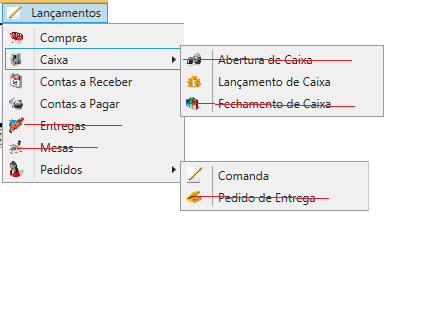 Lançamentos
Compras
Caixa
Contas a Receber
Contas a Pagar
Entregas
Mesas
Pedidos
Abertura de Caixa
Lançamento de Caixa
Fechamento de Caixa
Comanda
Pedido de Entrega